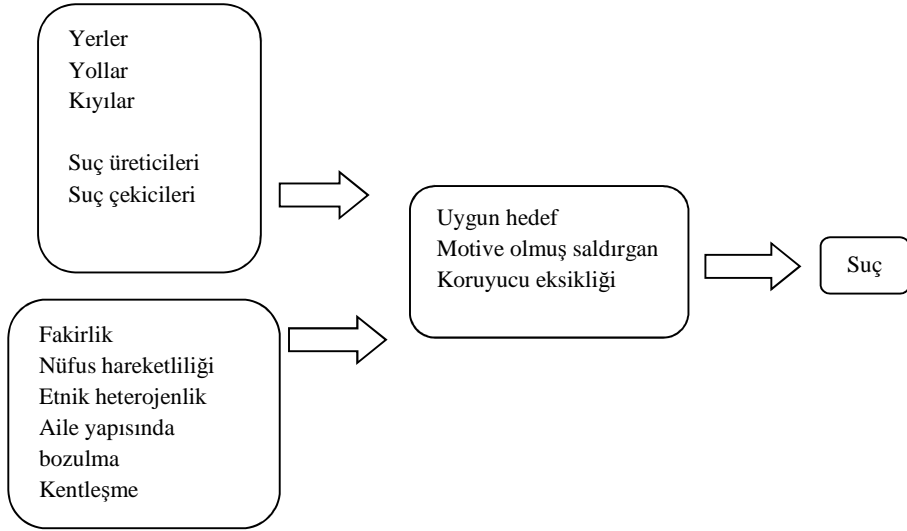 Yerler
Yollar
Kıyılar
Suç üreticileri
Suç çekicileri
Uygun hedef
Motive olmuş saldırgan
Koruyucu eksikliği
Suç
Fakirlik
Nüfus hareketliliği
Etnik heterojenlik
Aile yapısında
bozulma
Kentleşme